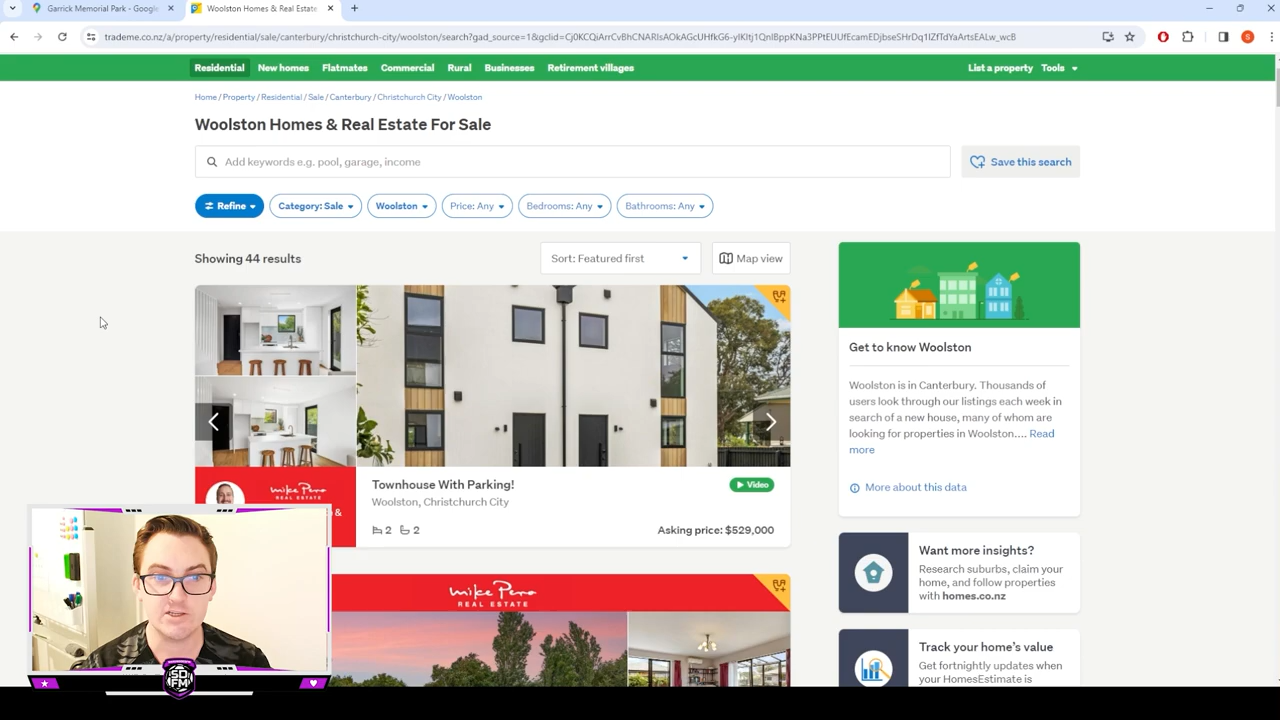 Garrick Memorial Park - Google
Woolston Homes & Real Estate
trademe.co.nz/a/property/residential/sale/canterbury/christchurch-city/woolston/search?gad_source=1&gclid=Cj0KCQiArrCvBhCNARIsAOkAGcUHfkG6-yIKItj1QnIBppKNa3PPtEUUfEcamEDjbseSHrDq1IZfTdYaArtsEALw_wcB
S
Residential New homes Flatmates Commercial Rural Businesses Retirement villages List a property Tools
Home / Property / Residential / Sale / Canterbury / Christchurch City / Woolston
Woolston Homes & Real Estate For Sale
Add keywords e.g. pool, garage, income
Save this search
Refine Category: Sale Woolston Price: Any Bedrooms: Any Bathrooms: Any
Showing 44 results
Sort: Featured first
Map view
Townhouse With Parking!
Video
Woolston, Christchurch City
2 2
Asking price: $529,000
mike Pero
REAL ESTATE
&
mike Pero
REAL ESTATE
Get to know Woolston
Woolston is in Canterbury. Thousands of
users look through our listings each week in
search of a new house, many of whom are
looking for properties in Woolston.... Read
more
More about this data
Want more insights?
Research suburbs, claim your
home, and follow properties
with homes.co.nz
Track your home's value
Get fortnightly updates when
your HomesEstimate is
SD
FM